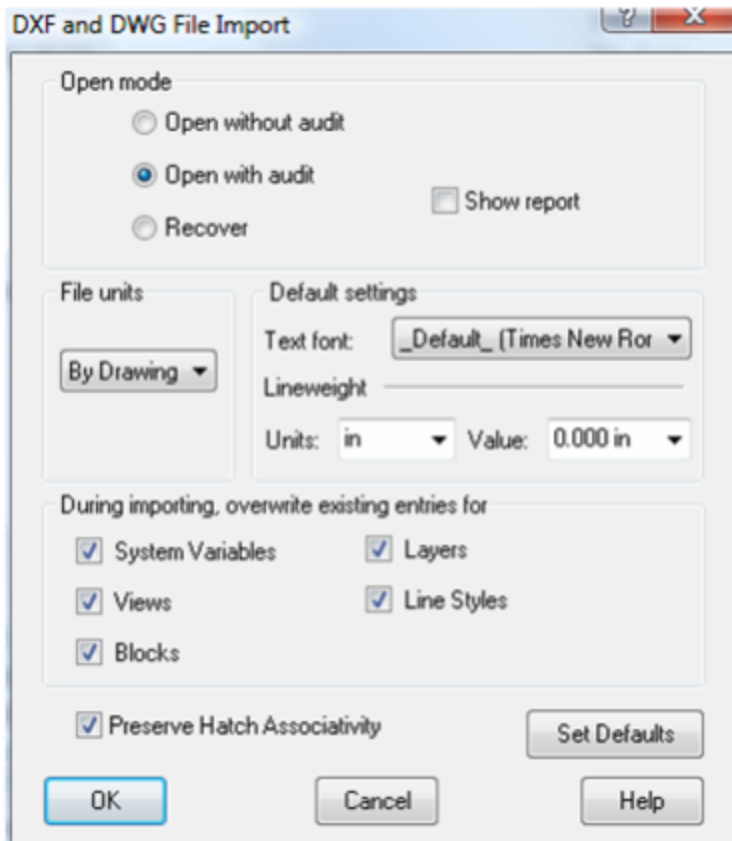 DXF and DWG File Import
Open mode
Open without audit
Open with audit
Show report
Recover
File units
Default settings
By Drawing
Text font: _Default_ (Times New Ror
Lineweight
Units: in Value: 0.000 in
During importing, overwrite existing entries for
System Variables Layers
Views Line Styles
Blocks
Preserve Hatch Associativity
Set Defaults
OK Cancel Help